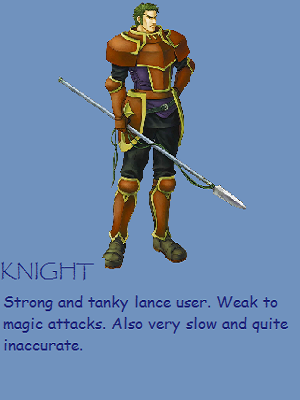 KNIGHT
Strong and tanky lance user. Weak to
magic attacks. Also very slow and quite
inaccurate.